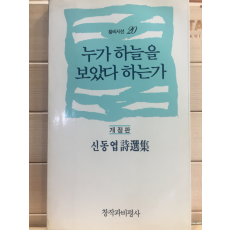 창비시선 20
누가 하늘을
보았다 하는가
개정판
신동엽 詩選集
창작과비평사